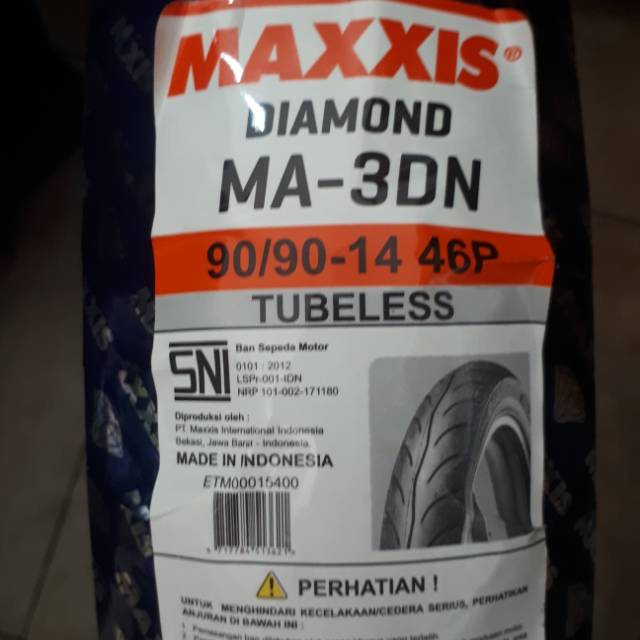 MAXXIS®
DIAMOND
MA-3DN
90/90-14 46P
TUBELESS
SNI
Ban Sepeda Motor
0101 : 2012
LSPr-001-IDN
NRP 101-002-171180
Diproduksi oleh :
PT. Maxxis International Indonesia
Bekasi, Jawa Barat - Indonesia.
MADE IN INDONESIA
ETM00015400
PERHATIAN !
UNTUK MENGHINDARI KECELAKAAN/CEDERA SERIUS, PERHATIKAN
ANJURAN DI BAWAH INI :
MAXXIS